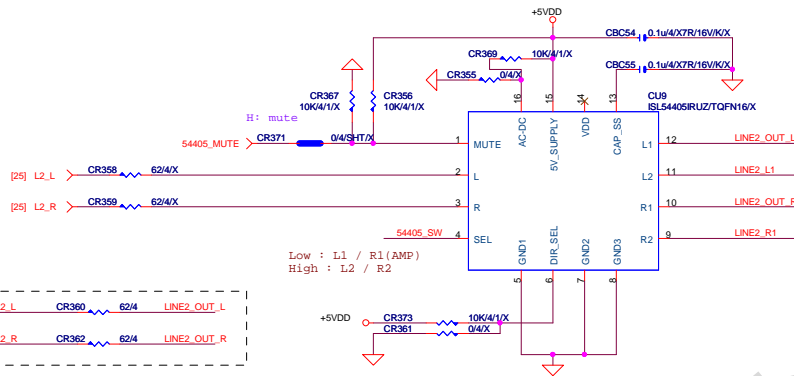 +5VDD
CBC54 0.1u/4/X7R/16V/K/X
CR369 10K/4/1/X
CR355 0/4/X
CBC55 0.1u/4/X7R/16V/K/X
CR367
10K/4/1/X
CR356
10K/4/1/X
16 15 14 13
CU9
ISL54405IRUZ/TQFN16/X
H: mute
54405_MUTE CR371 0/4/SHT/X
1 MUTE
AC-DC
5V_SUPPLY
VDD
CAP_SS
L1 12 LINE2_OUT_L
[25] L2_L CR358 62/4/X
2 L
L2 11 LINE2_L1
[25] L2_R CR359 62/4/X
3 R
R1 10 LINE2_OUT_R
54405_SW 4 SEL
R2 9 LINE2_R1
GND1
DIR_SEL
GND2
GND3
5 6 7 8
Low : L1 / R1(AMP)
High : L2 / R2
2_L CR360 62/4 LINE2_OUT_L
2_R CR362 62/4 LINE2_OUT_R
+5VDD CR373 10K/4/1/X
CR361 0/4/X